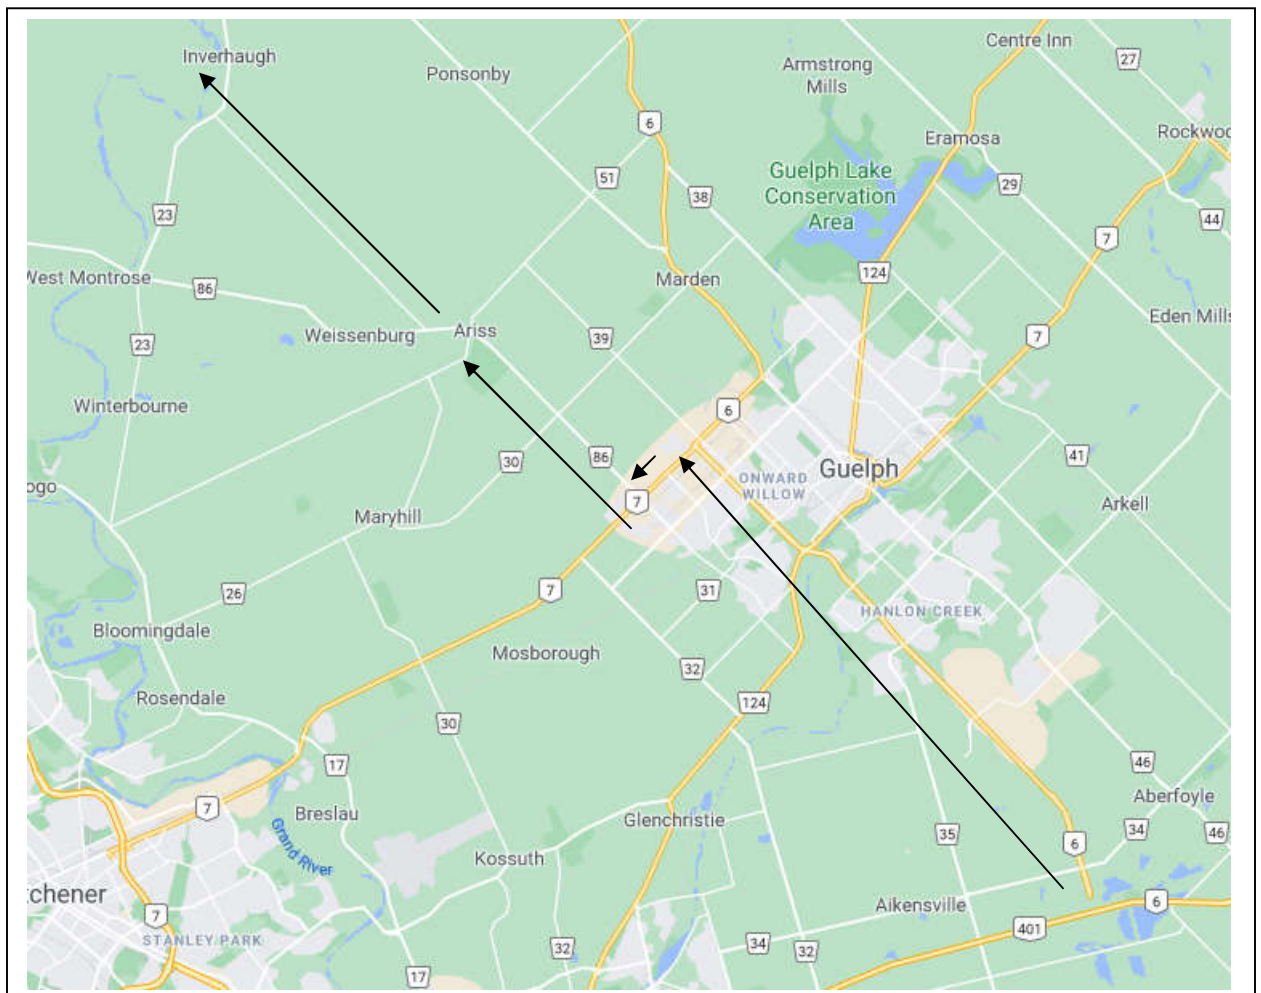 Centre Inn
Inverhaugh
27
Armstrong
Mills
Ponsonby
6
Rockwoo
Eramosa
51
Guelph Lake
Conservation
Area
29
38
23
44
7
124
Marden
West Montrose
86
Eden Mills
Ariss
Weissenburg
39
7
23
Winterbourne
6
41
86
30
Guelph
ONWARD
WILLOW
ogo
7
Arkell
Maryhill
7
31
26
HANLON CREEK
Bloomingdale
Mosborough
32
Rosendale
124
30
17
46
Aberfoyle
7
Breslau
Glenchristie
34
46
35
6
Grand River
Kossuth
tchener
Aikensville
6
7
401
STANLEY PARK
34
32
32
17